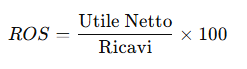 ROS = Utile Netto / Ricavi × 100